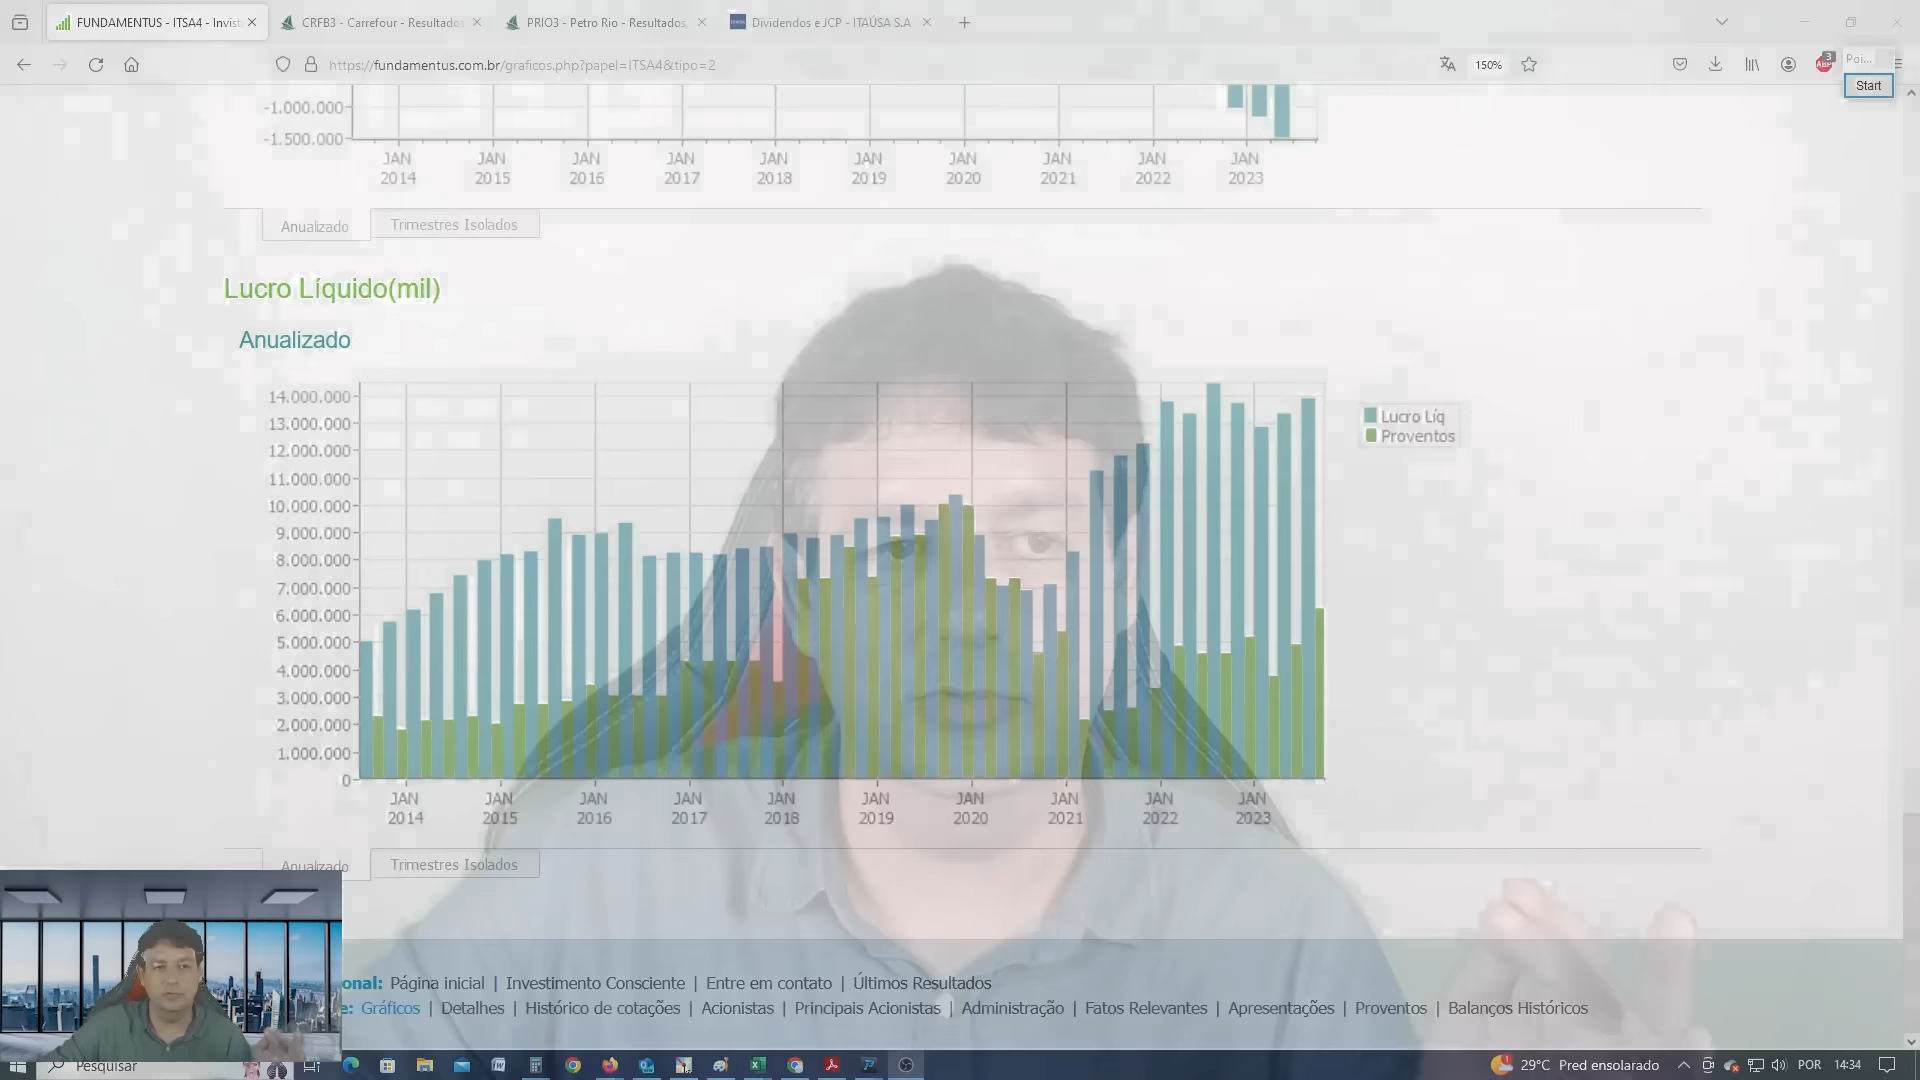 FUNDAMENTUS - ITSA4 - Invist
CRFB3 - Carrefour - Resultados
PRIO3 - Petro Rio - Resultados,
Dividendos e JCP - ITAÚSA S.A
https://fundamentus.com.br/graficos.php?papel=ITSA4&tipo=2
150%
ABP
3
Poi...
Start
-1.000.000
-1.500.000
JAN JAN JAN JAN JAN JAN JAN JAN JAN JAN
2014 2015 2016 2017 2018 2019 2020 2021 2022 2023
Anualizado Trimestres Isolados
Lucro Líquido(mil)
Anualizado
14.000.000
13.000.000
12.000.000
11.000.000
10.000.000
9.000.000
8.000.000
7.000.000
6.000.000
5.000.000
4.000.000
3.000.000
2.000.000
1.000.000
0
Lucro Líq
Proventos
JAN JAN JAN JAN JAN JAN JAN JAN JAN JAN
2014 2015 2016 2017 2018 2019 2020 2021 2022 2023
Anualizado Trimestres Isolados
onal: Página inicial | Investimento Consciente | Entre em contato | Últimos Resultados
e: Gráficos | Detalhes | Histórico de cotações | Acionistas | Principais Acionistas | Administração | Fatos Relevantes | Apresentações | Proventos | Balanços Históricos
Pesquisar
1
29°C Pred ensolarado
POR
14:34